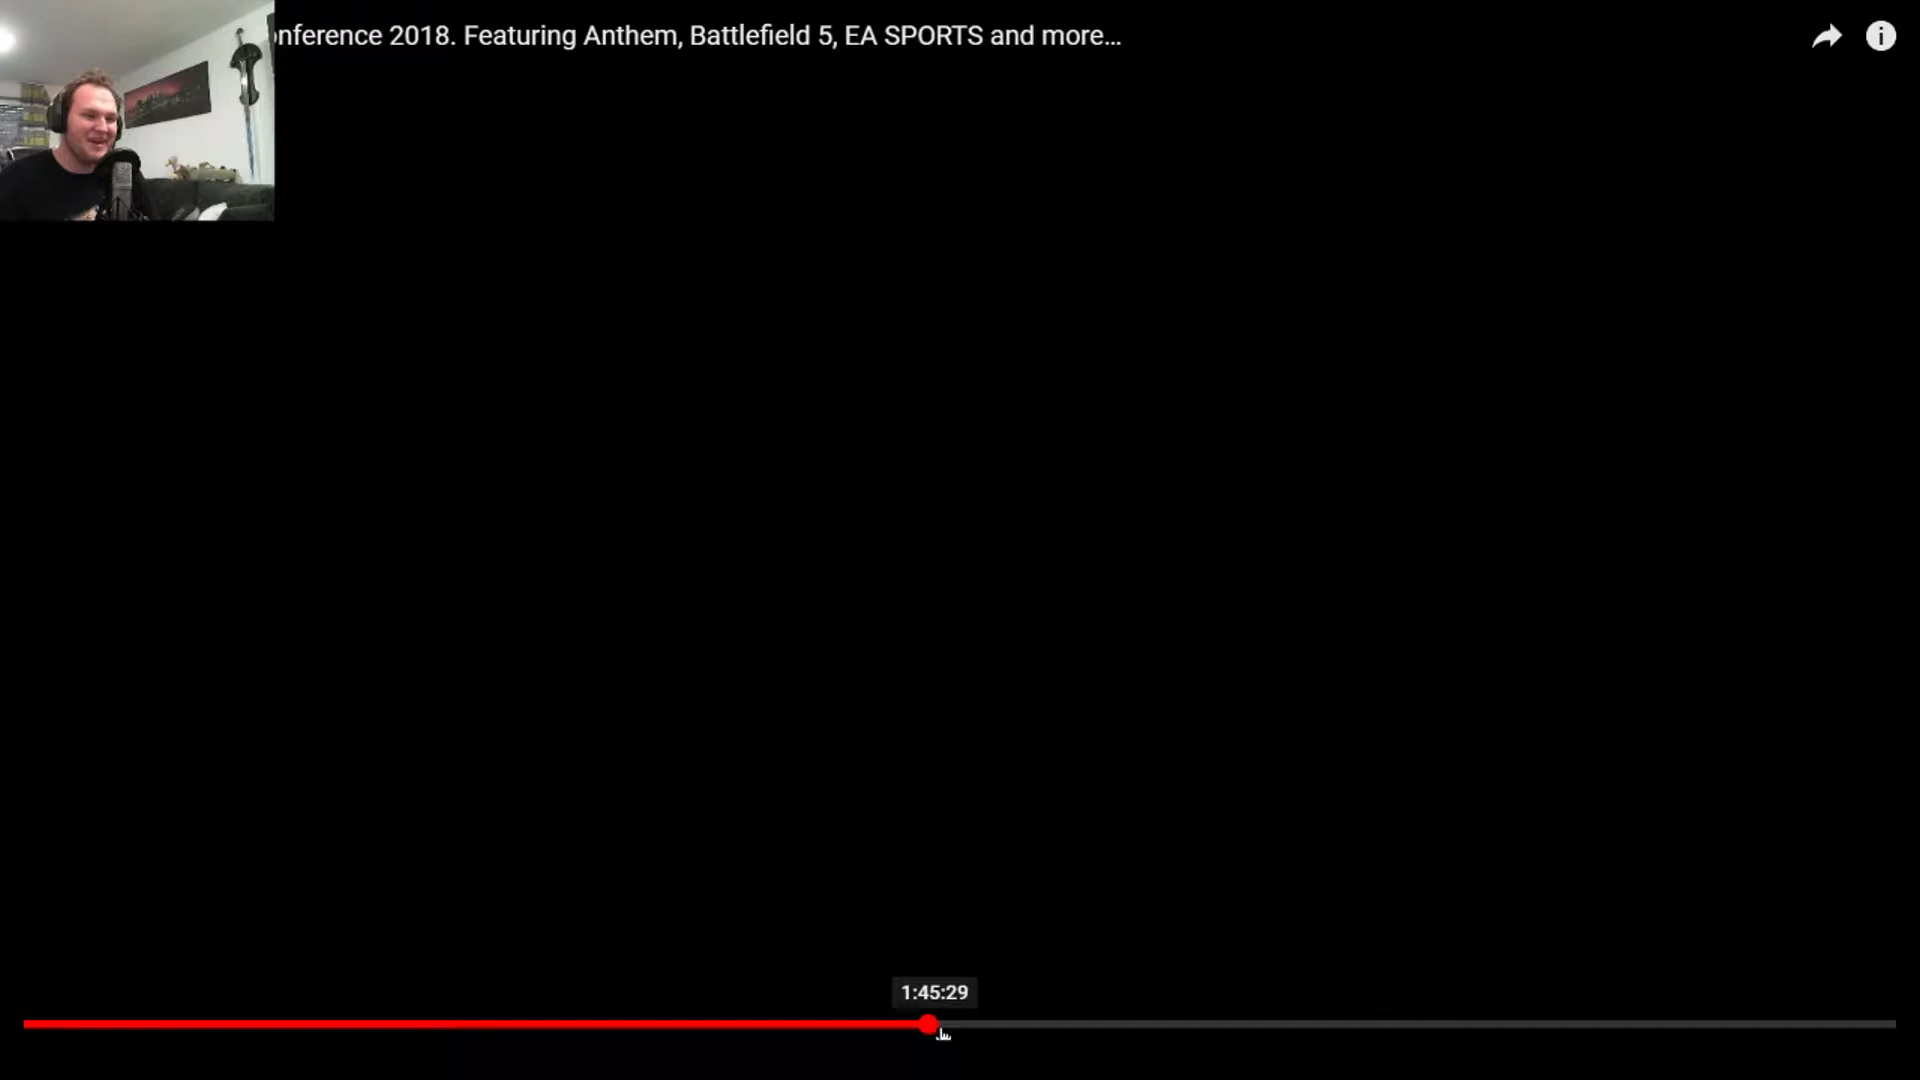 nference 2018. Featuring Anthem, Battlefield 5, EA SPORTS and more...
1:45:29